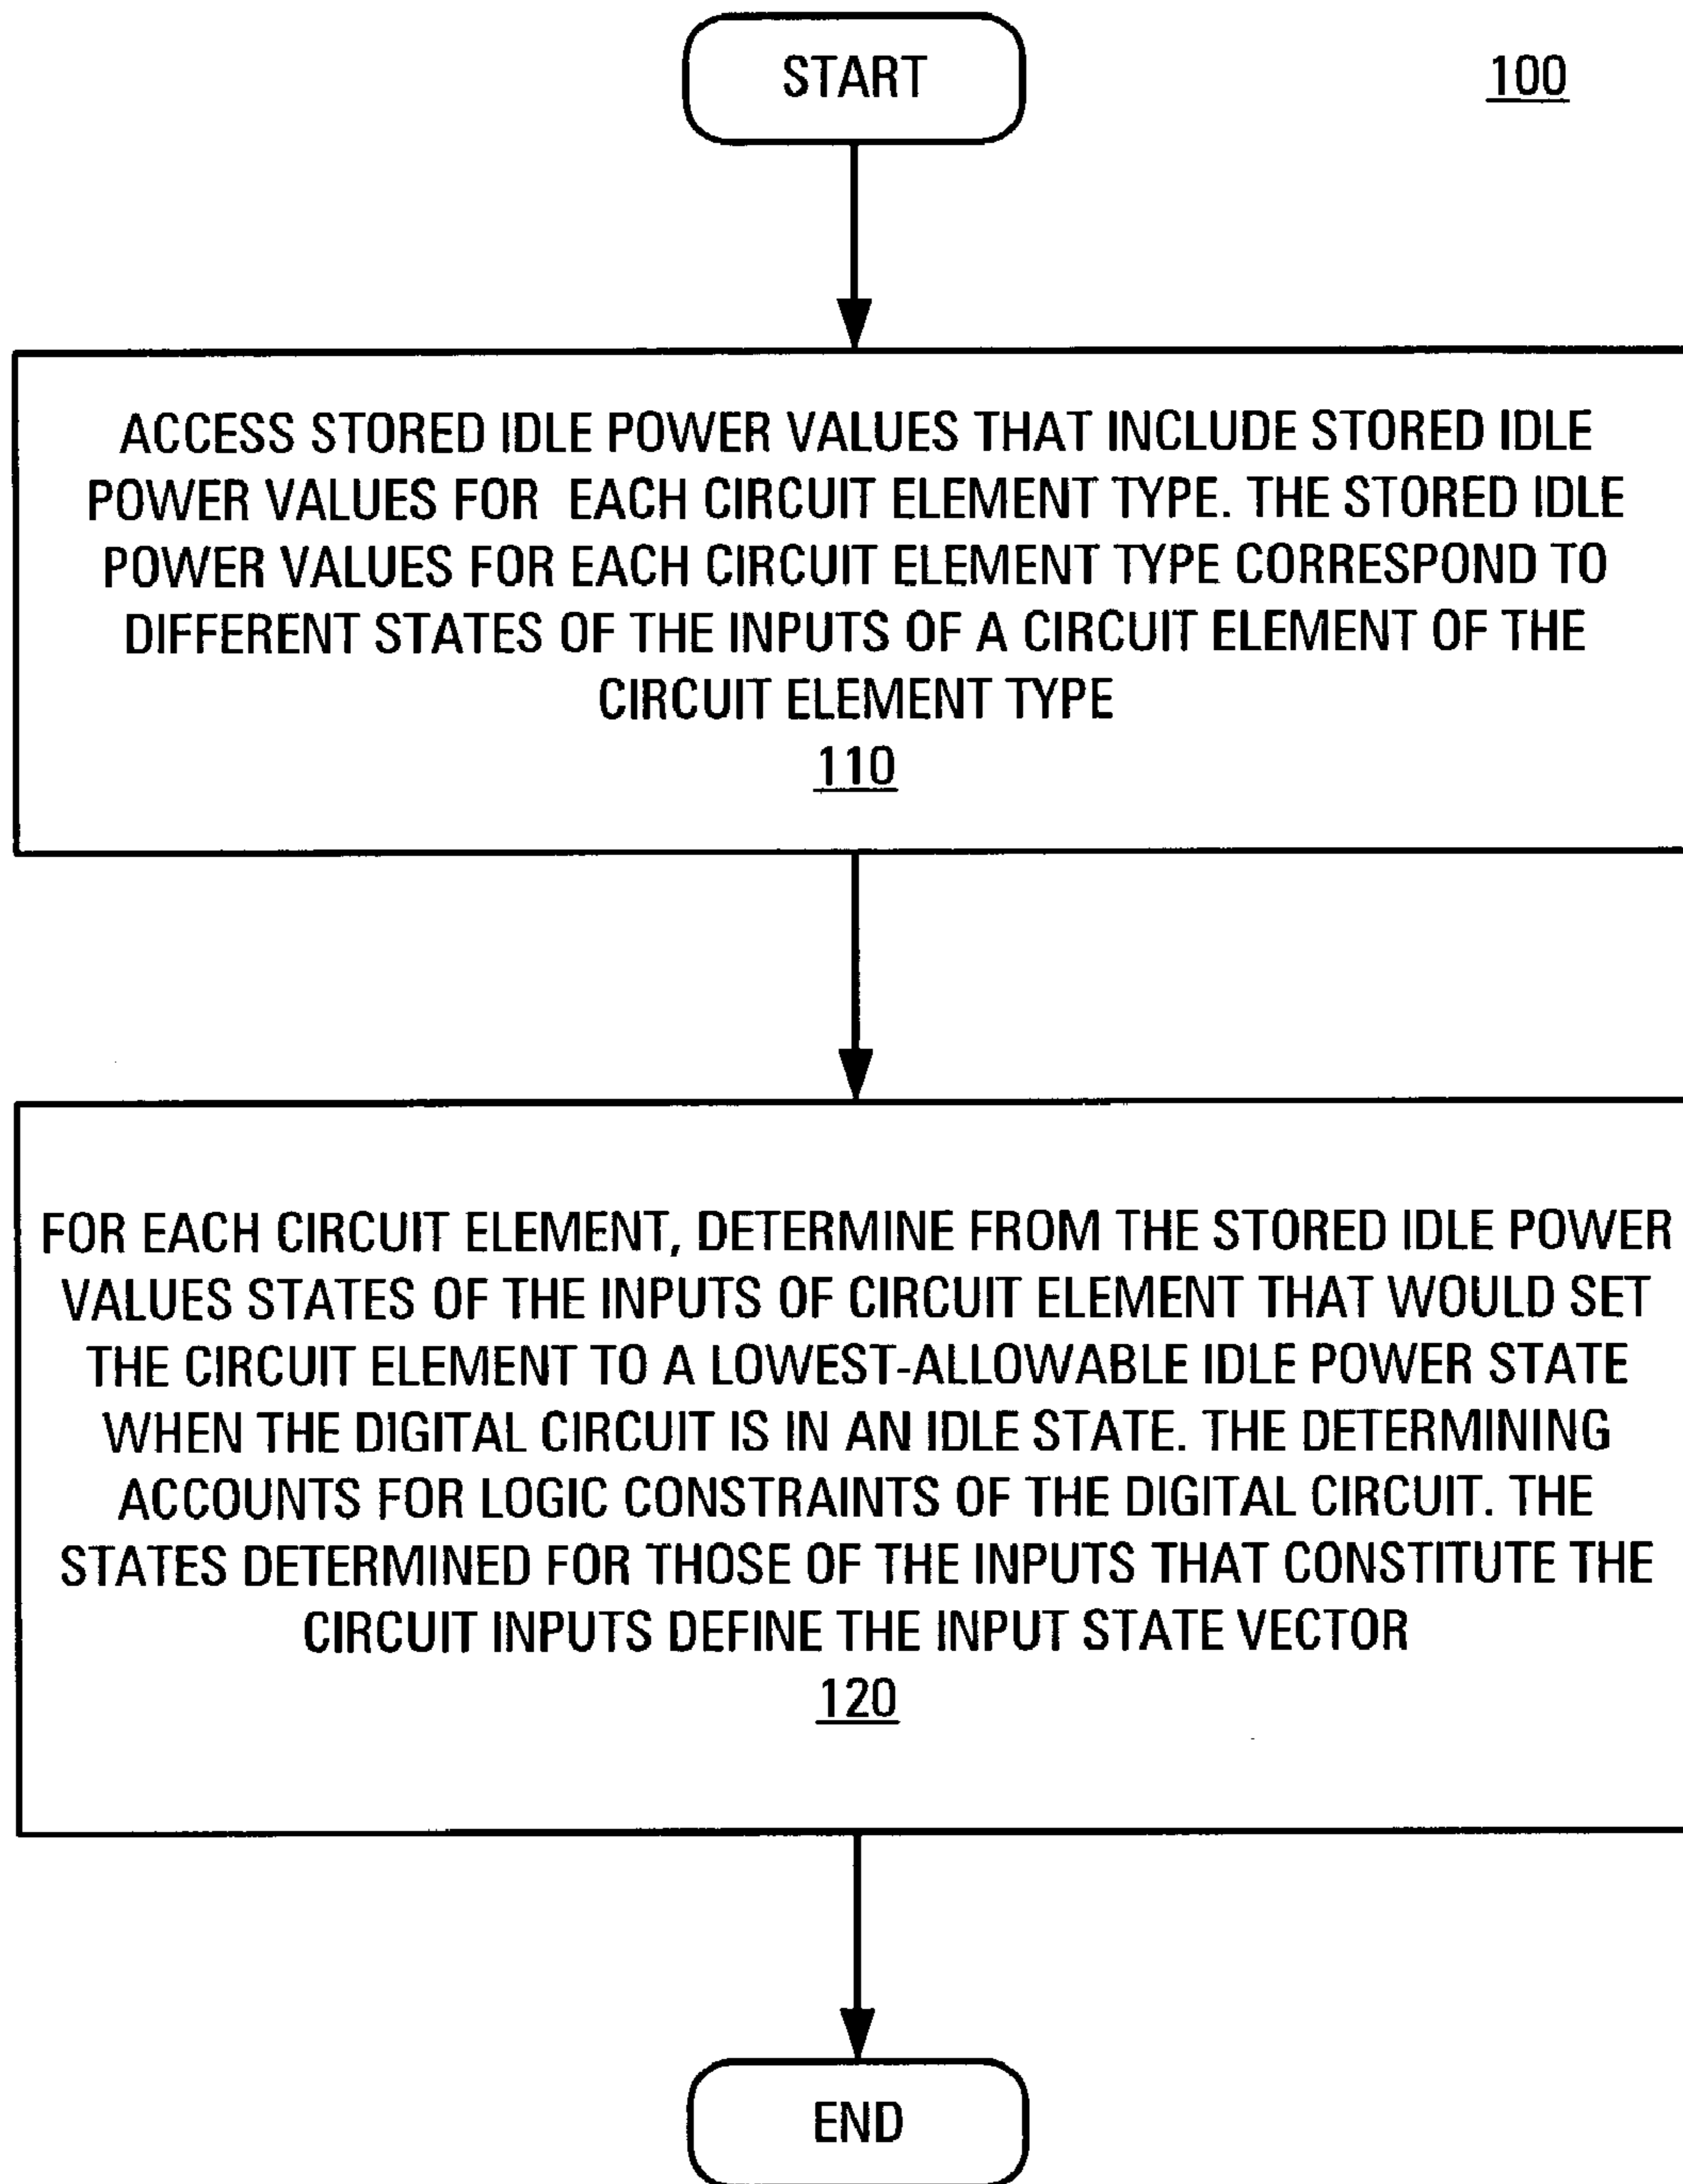 START
100
ACCESS STORED IDLE POWER VALUES THAT INCLUDE STORED IDLE
POWER VALUES FOR EACH CIRCUIT ELEMENT TYPE. THE STORED IDLE
POWER VALUES FOR EACH CIRCUIT ELEMENT TYPE CORRESPOND TO
DIFFERENT STATES OF THE INPUTS OF A CIRCUIT ELEMENT OF THE
CIRCUIT ELEMENT TYPE
110
FOR EACH CIRCUIT ELEMENT, DETERMINE FROM THE STORED IDLE POWER
VALUES STATES OF THE INPUTS OF CIRCUIT ELEMENT THAT WOULD SET
THE CIRCUIT ELEMENT TO A LOWEST-ALLOWABLE IDLE POWER STATE
WHEN THE DIGITAL CIRCUIT IS IN AN IDLE STATE. THE DETERMINING
ACCOUNTS FOR LOGIC CONSTRAINTS OF THE DIGITAL CIRCUIT. THE
STATES DETERMINED FOR THOSE OF THE INPUTS THAT CONSTITUTE THE
CIRCUIT INPUTS DEFINE THE INPUT STATE VECTOR
120
END